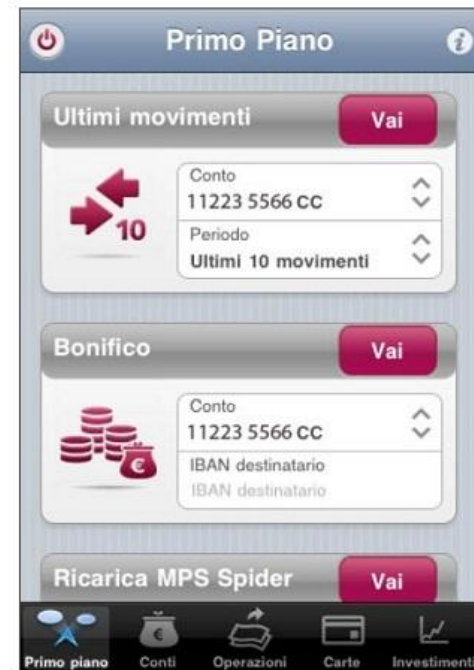 Primo Piano
i
Ultimi movimenti
Vai
10
Conto
11223 5566 CC
Periodo
Ultimi 10 movimenti
Bonifico
Vai
€
Conto
11223 5566 CC
IBAN destinatario
IBAN destinatario
Ricarica MPS Spider
Vai
€
Primo piano
Conti
Operazioni
Carte
Investimenti